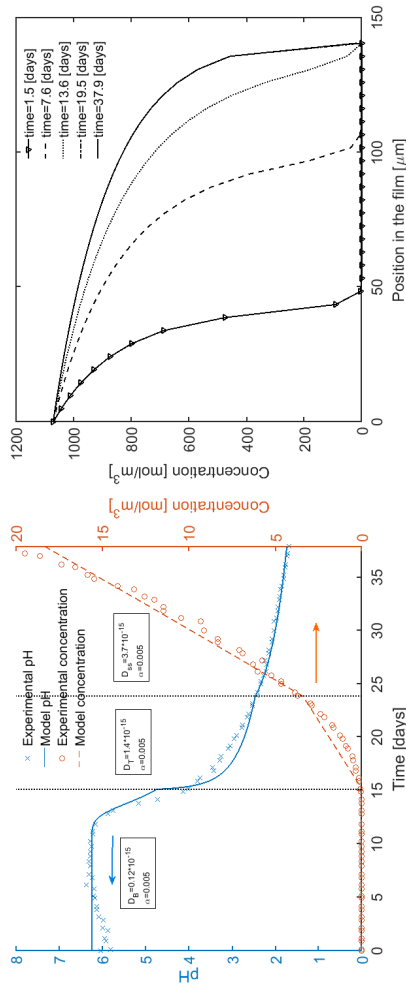 8
7
6
5
4
3
2
1
0
pH
0
5
10
15
20
25
30
35
Time [days]
20
15
10
5
0
Concentration [mol/m³]
Experimental pH
Model pH
Experimental concentration
Model concentration
D_B=0.12*10^-15
α=0.005
D_T=1.4*10^-15
α=0.005
D_ss=3.7*10^-15
α=0.005
1200
1000
800
600
400
200
0
Concentration [mol/m³]
0
50
100
150
Position in the film [μm]
time=1.5 [days]
time=7.6 [days]
time=13.6 [days]
time=19.5 [days]
time=37.9 [days]